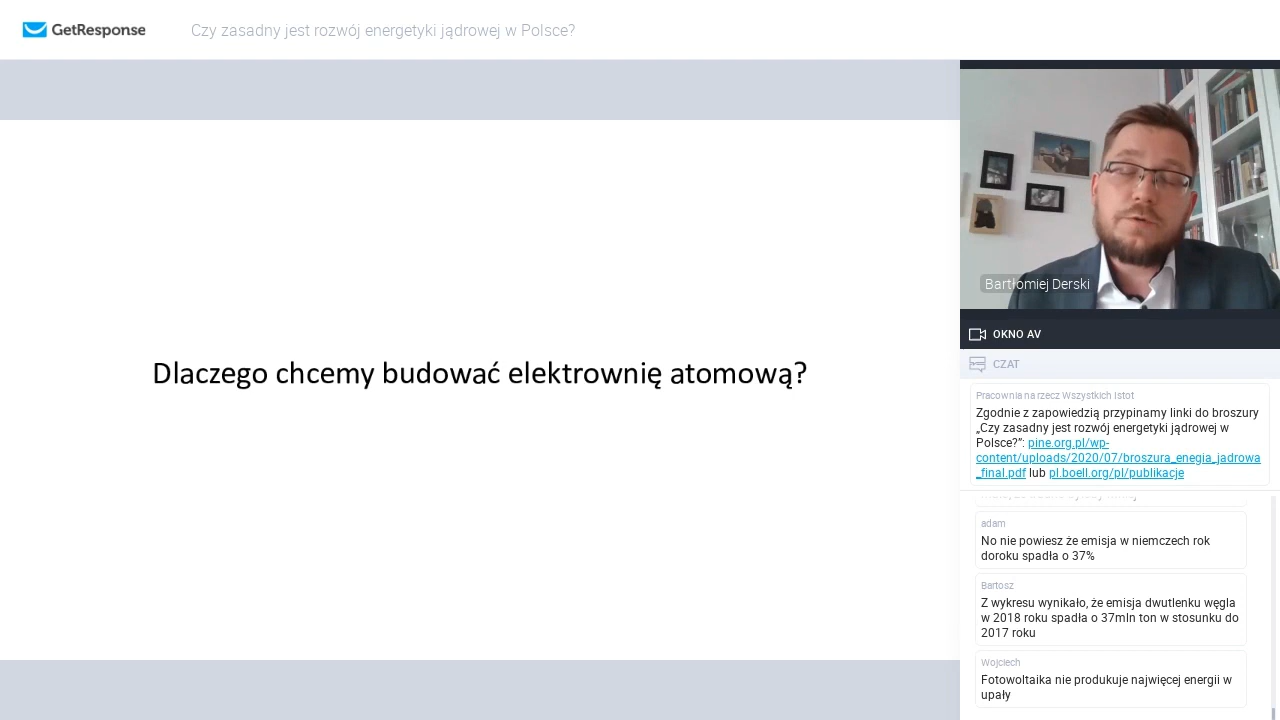 GetResponse
Czy zasadny jest rozwój energetyki jądrowej w Polsce?
Dlaczego chcemy budować elektrownię atomową?
Bartłomiej Derski
OKNO AV
CZAT
Pracownia na rzecz Wszystkich Istot
Zgodnie z zapowiedzią przypinamy linki do broszury
„Czy zasadny jest rozwój energetyki jądrowej w
Polsce?”: pine.org.pl/wp-
content/uploads/2020/07/broszura_enegia_jadrowa
_final.pdf lub pl.boell.org/pl/publikacje
adam
No nie powiesz że emisja w niemczech rok
doroku spadła o 37%
Bartosz
Z wykresu wynikało, że emisja dwutlenku węgla
w 2018 roku spadła o 37mln ton w stosunku do
2017 roku
Wojciech
Fotowoltaika nie produkuje najwięcej energii w
upały